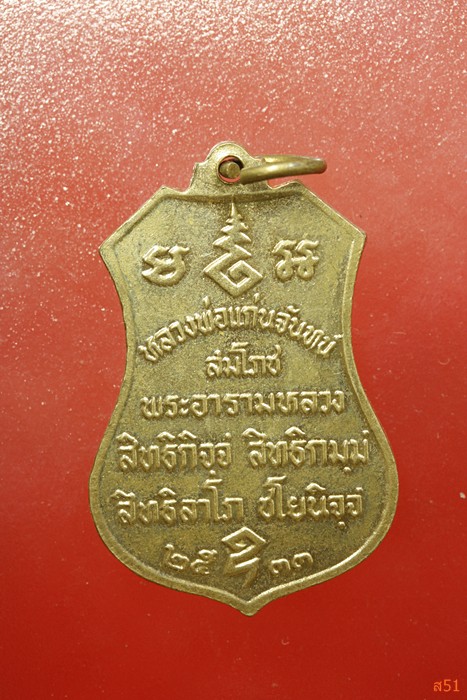 หลวงพ่อแก่นจันทน์
สมโภช
พระอารามหลวง
สิทธิกิจฺจํ สิทธิกมฺมํ
สิทธิลาโภ ชโยนิจฺจํ
๒๕๓๓
ส51